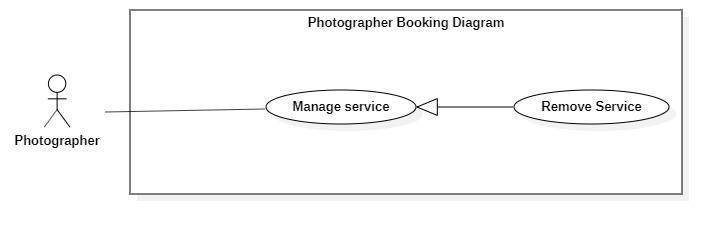 Photographer Booking Diagram
Manage service
Remove Service
Photographer